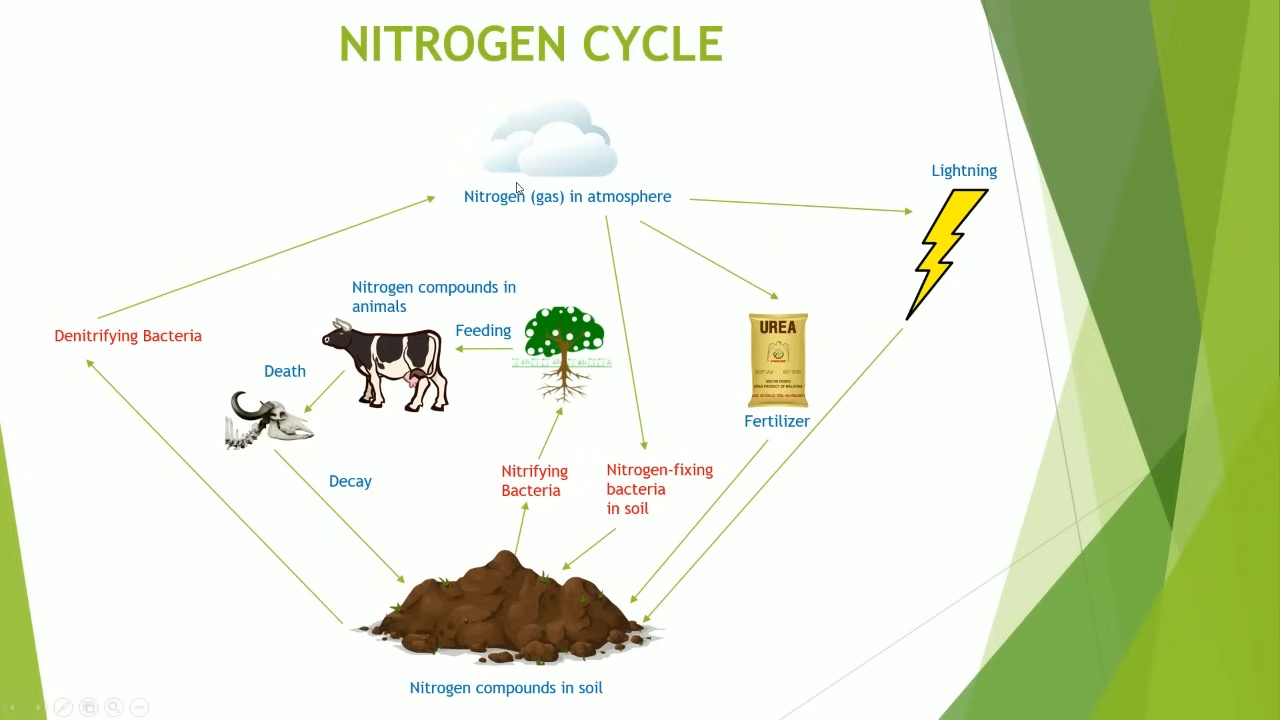 NITROGEN CYCLE
Lightning
Nitrogen (gas) in atmosphere
Nitrogen compounds in
animals
Feeding
UREA
Denitrifying Bacteria
Death
Fertilizer
Nitrifying
Bacteria
Nitrogen-fixing
bacteria
in soil
Decay
Nitrogen compounds in soil